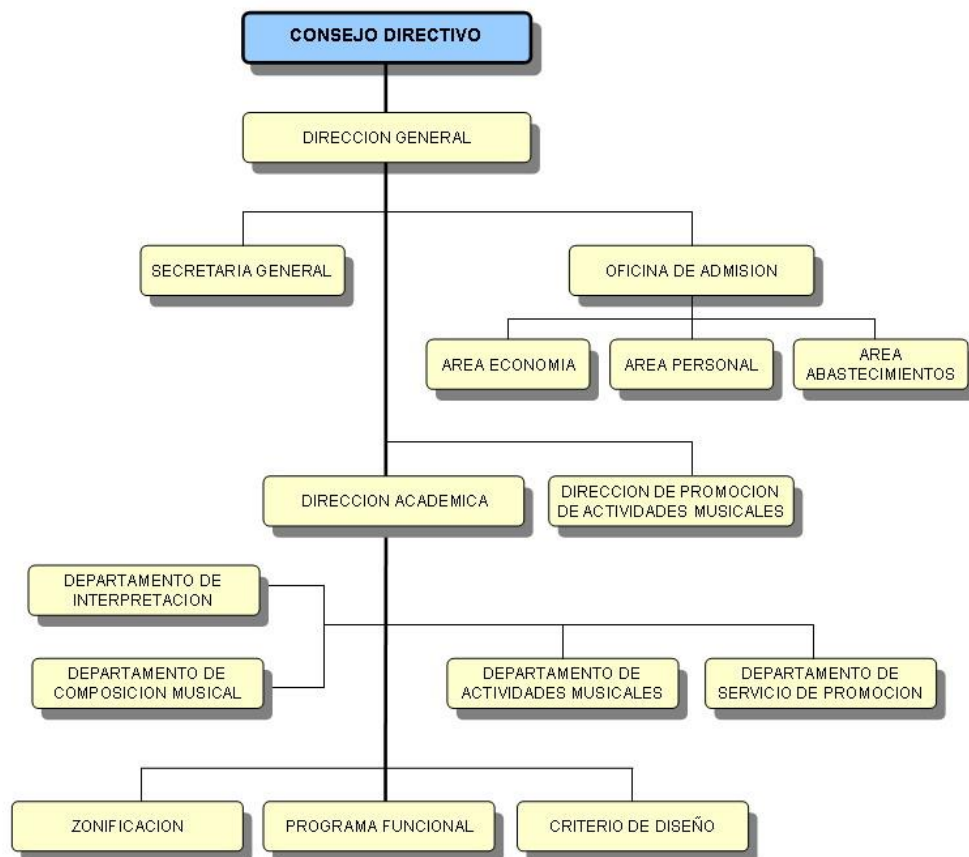 CONSEJO DIRECTIVO
DIRECCION GENERAL
SECRETARIA GENERAL
OFICINA DE ADMISION
AREA ECONOMIA
AREA PERSONAL
AREA
ABASTECIMIENTOS
DIRECCION ACADEMICA
DIRECCION DE PROMOCION
DE ACTIVIDADES MUSICALES
DEPARTAMENTO DE
INTERPRETACION
DEPARTAMENTO DE
COMPOSICION MUSICAL
DEPARTAMENTO DE
ACTIVIDADES MUSICALES
DEPARTAMENTO DE
SERVICIO DE PROMOCION
ZONIFICACION
PROGRAMA FUNCIONAL
CRITERIO DE DISEÑO